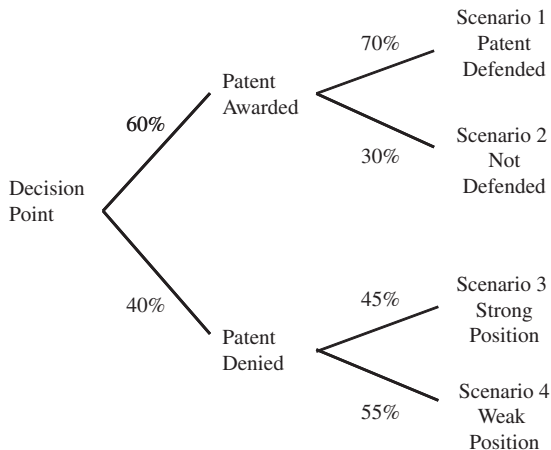 Scenario 1
Patent
Defended
70%
Patent
Awarded
60%
Scenario 2
Not
Defended
30%
Decision
Point
40%
Patent
Denied
45%
Scenario 3
Strong
Position
55%
Scenario 4
Weak
Position